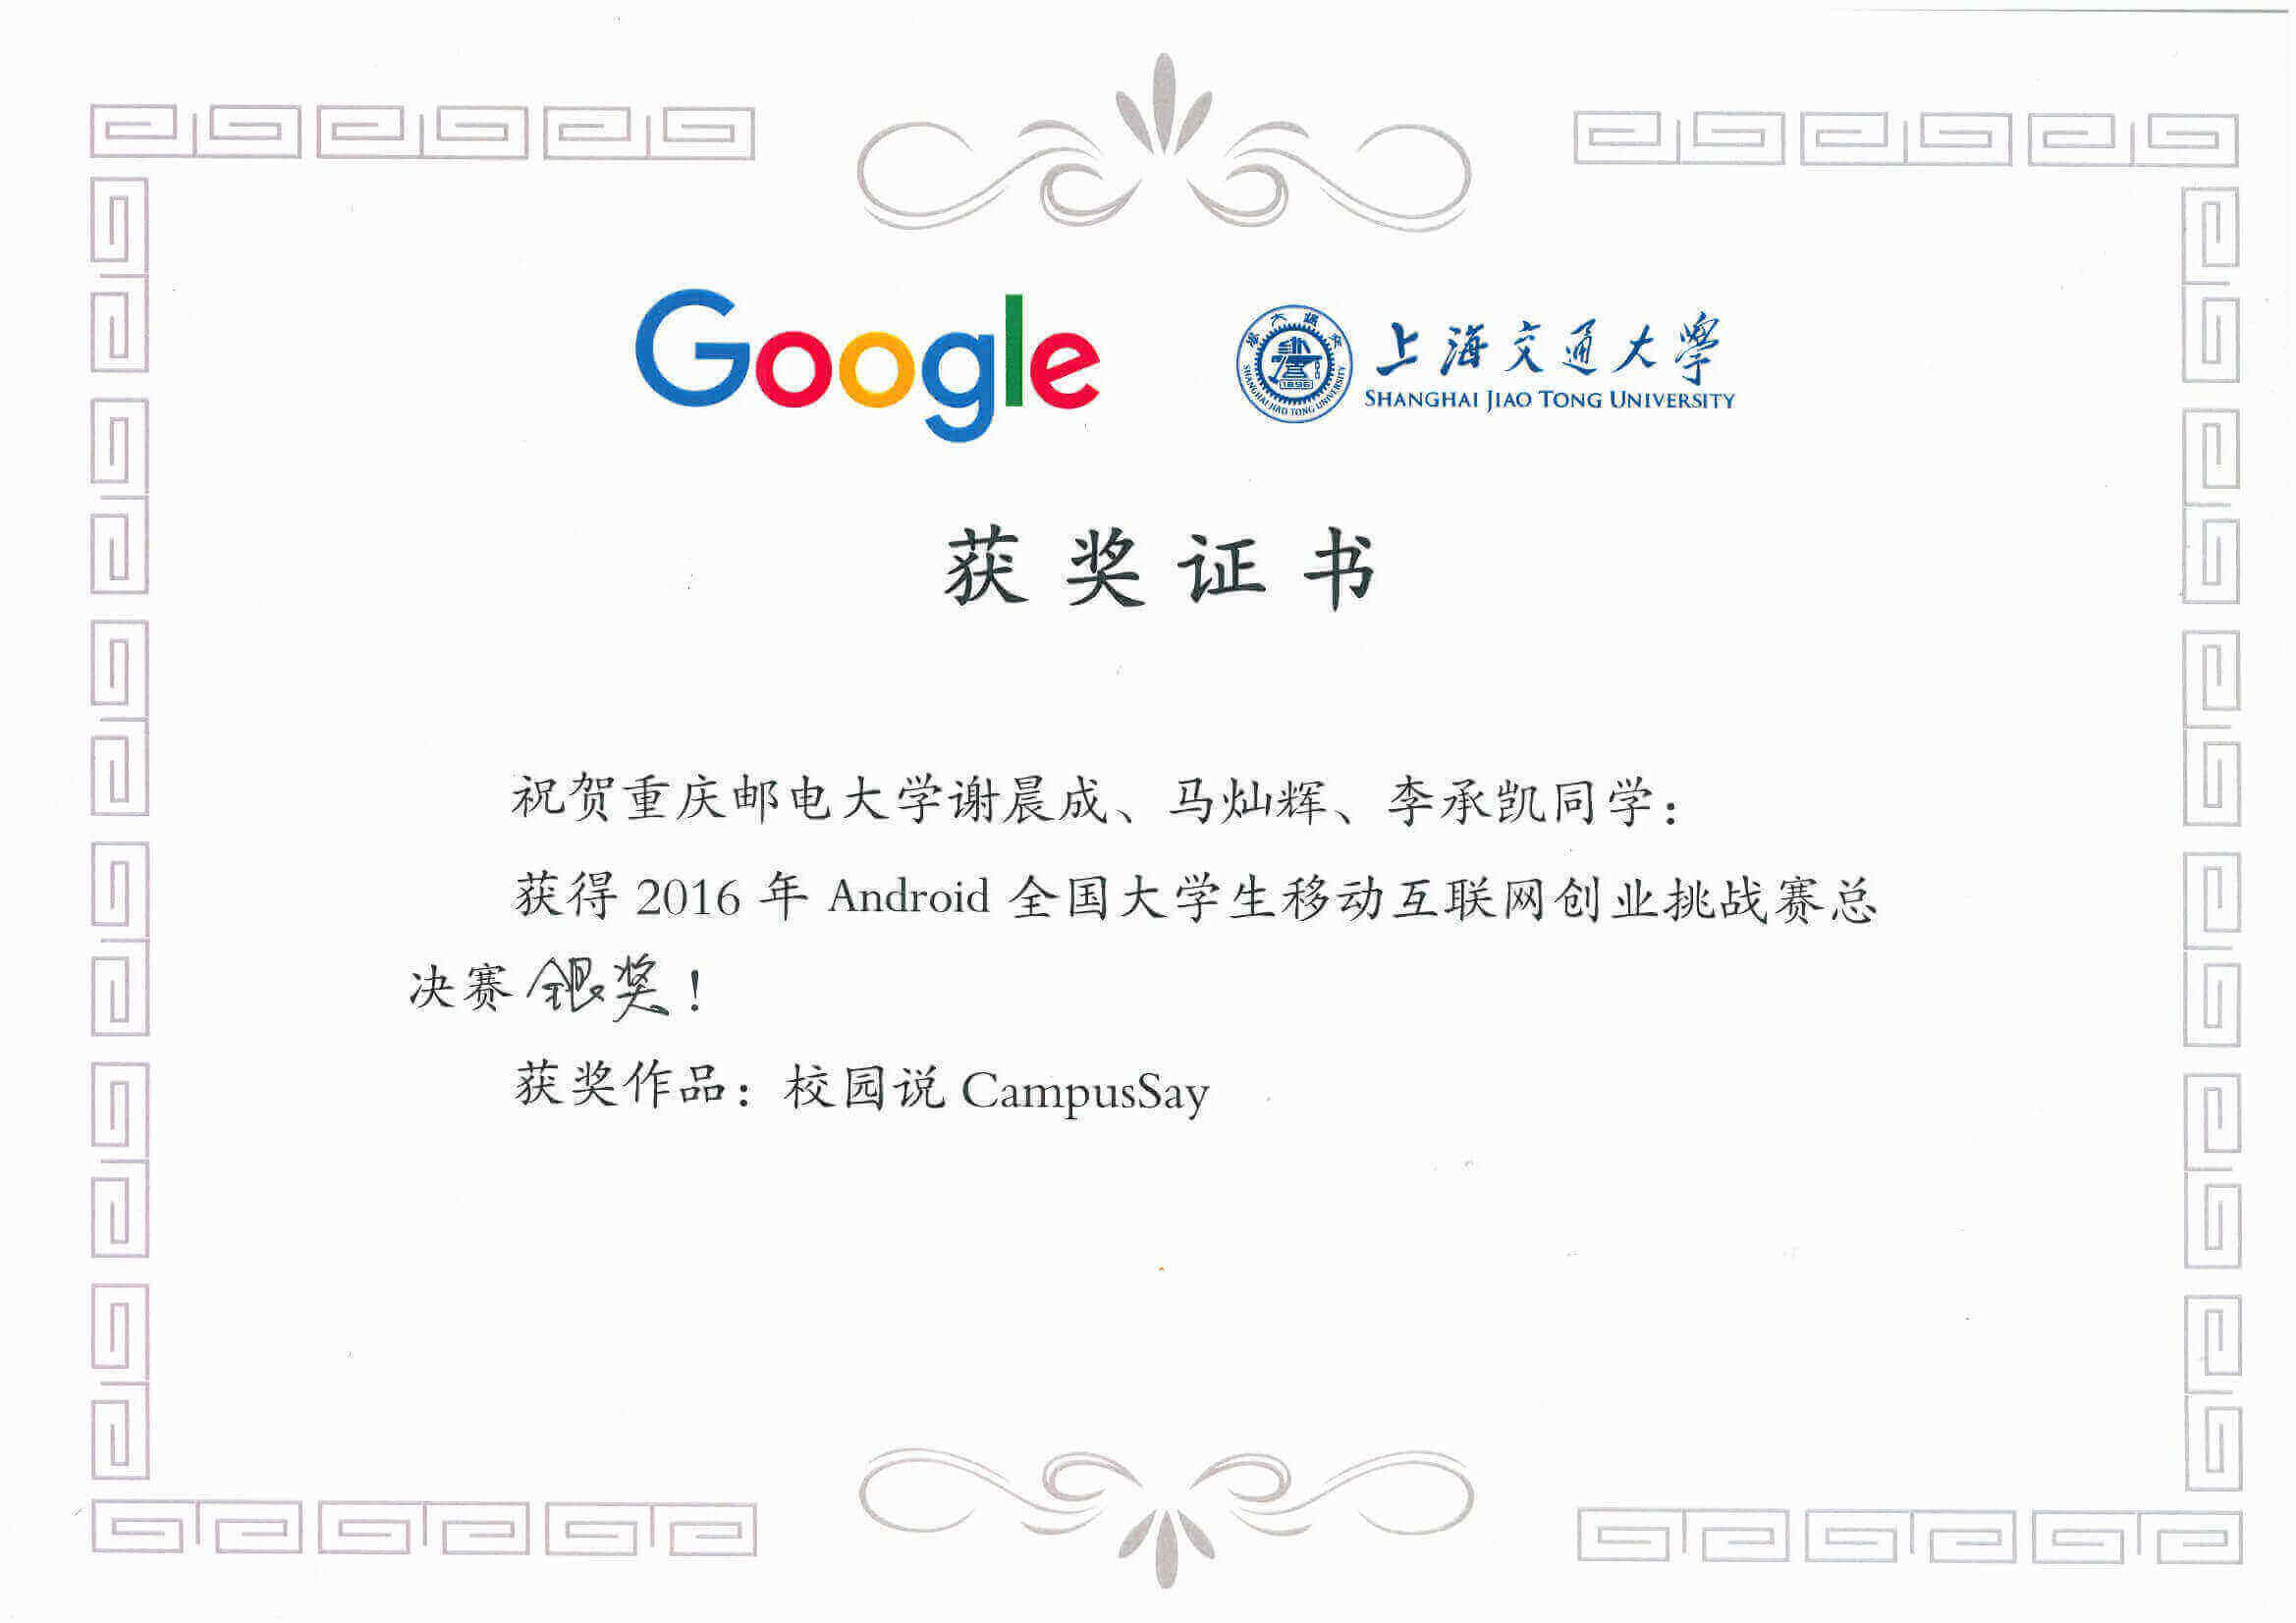 Google
上海交通大學
SHANGHAI JIAO TONG UNIVERSITY
1896
SHANGHAI JIAO TONG UNIVERSITY
获奖证书
祝贺重庆邮电大学谢晨成、马灿辉、李承凯同学：
获得 2016 年 Android 全国大学生移动互联网创业挑战赛总
决赛银奖！
获奖作品：校园说 CampusSay